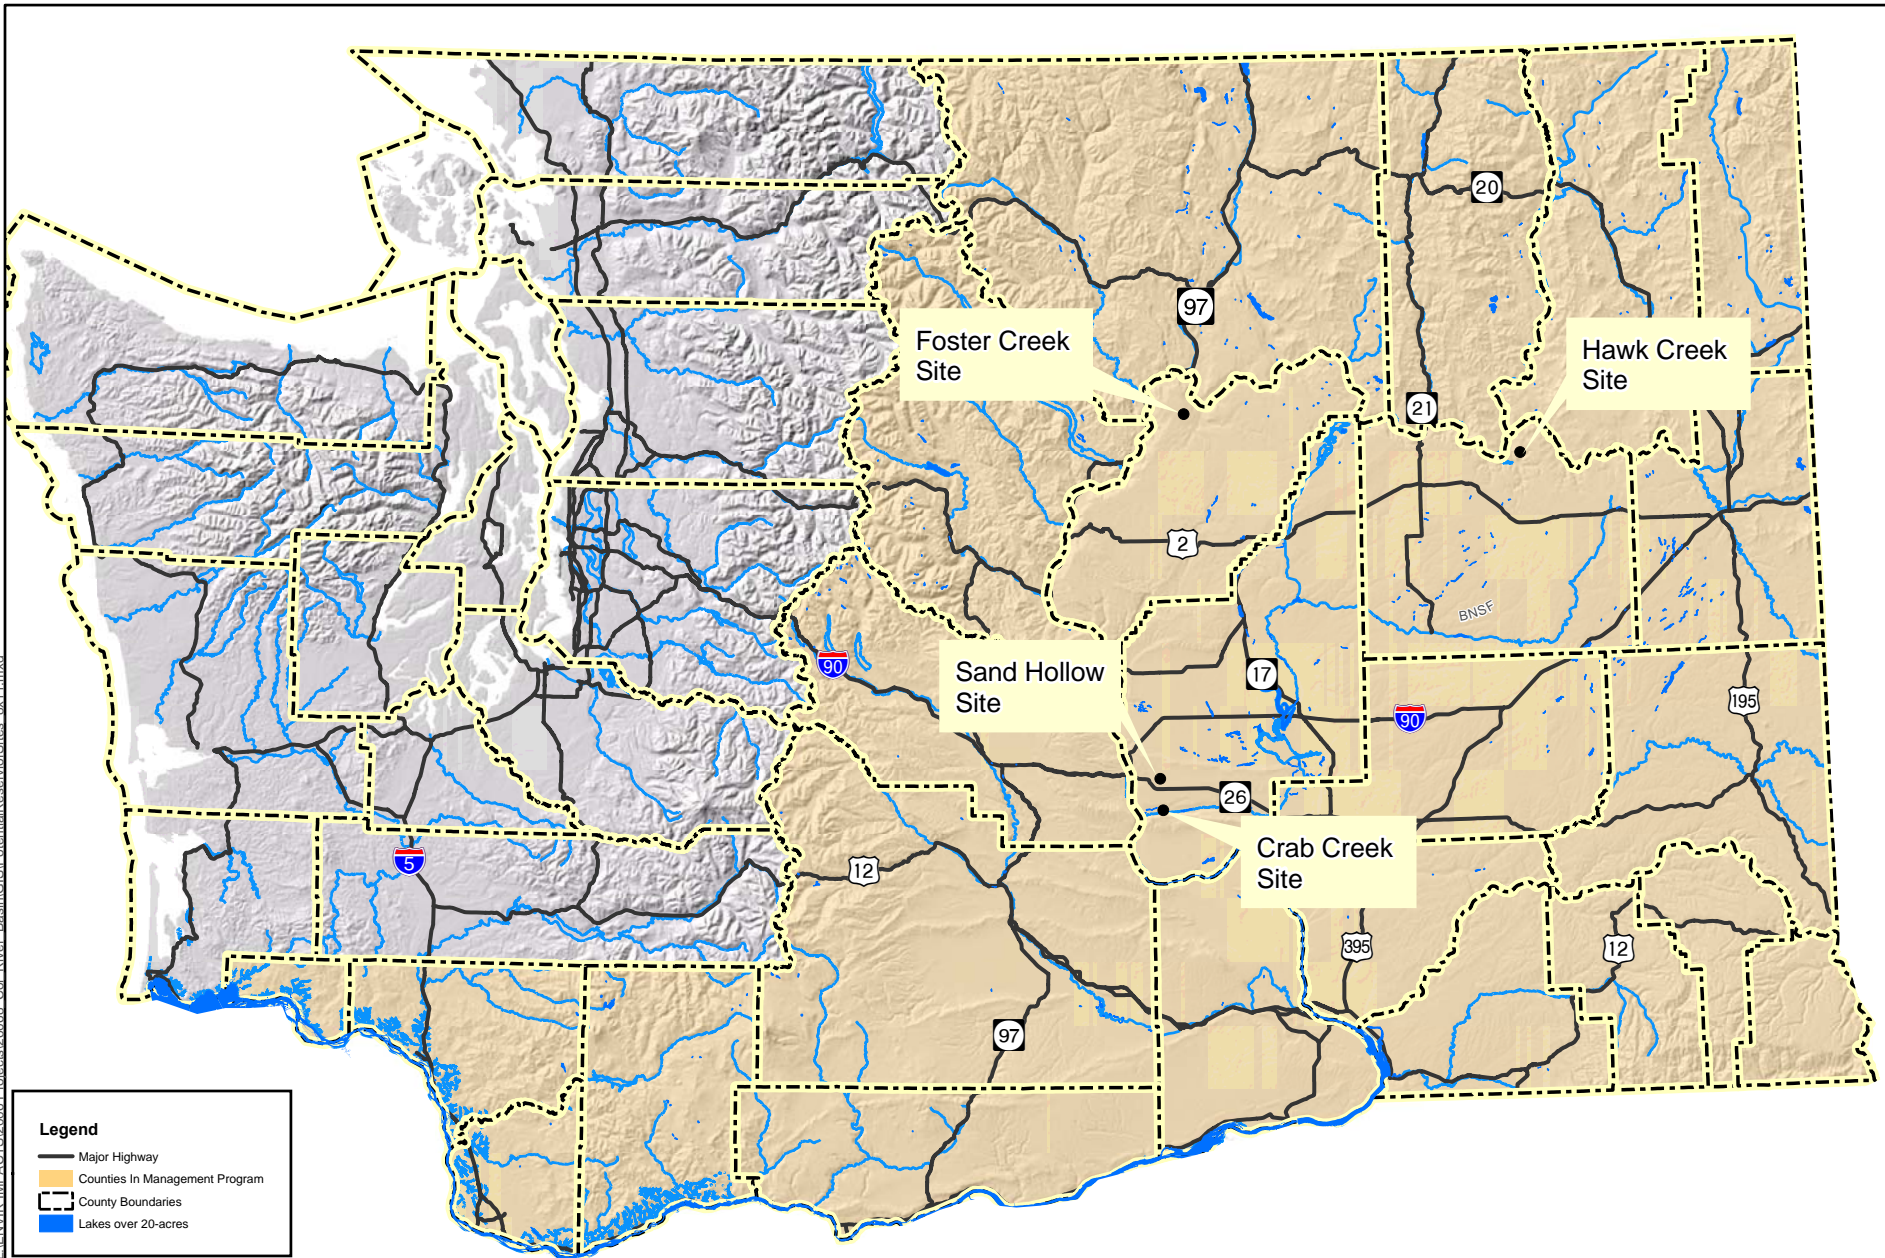 20
97
Foster Creek
Site
Hawk Creek
Site
21
2
BNSF
90
Sand Hollow
Site
17
90
195
26
Crab Creek
Site
5
12
395
12
97
Legend
Major Highway
Counties In Management Program
County Boundaries
Lakes over 20-acres